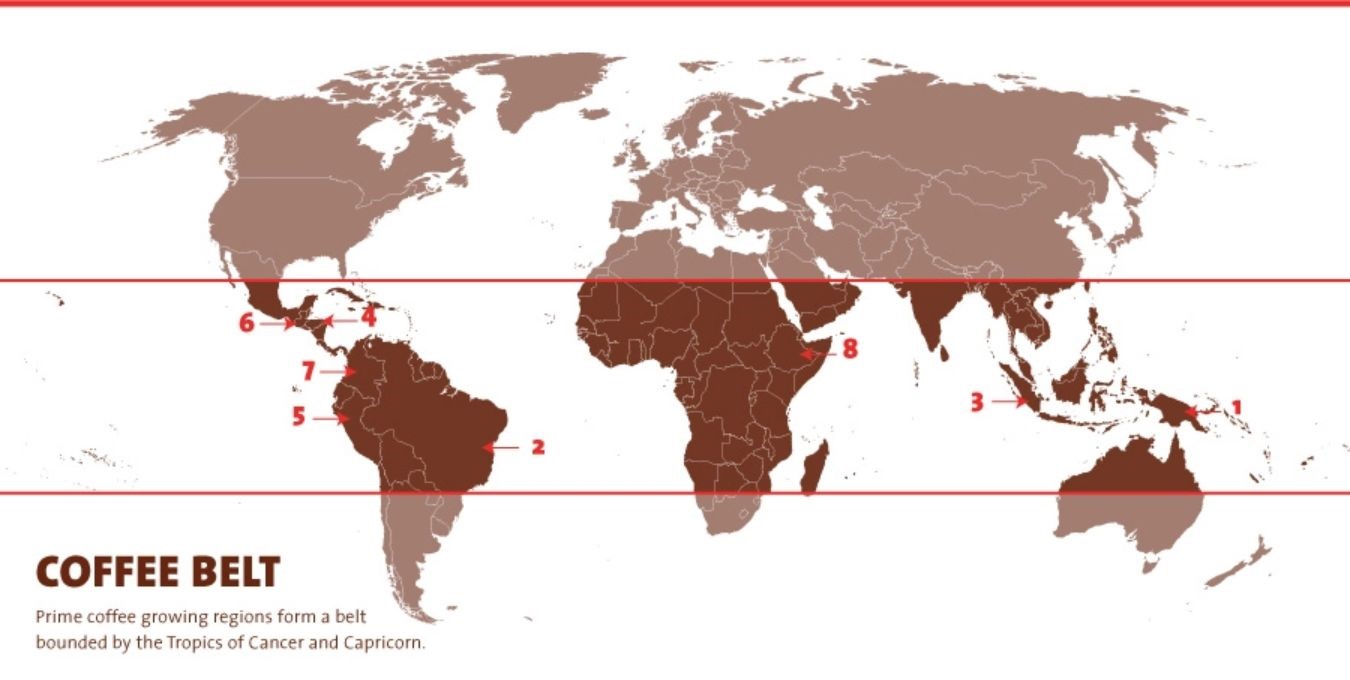 6
4
7
8
5
3
1
2
COFFEE BELT
Prime coffee growing regions form a belt
bounded by the Tropics of Cancer and Capricorn.